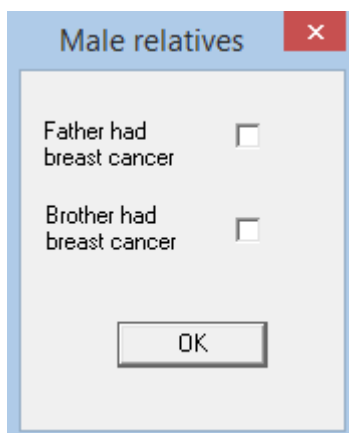 Male relatives
Father had
breast cancer
Brother had
breast cancer
OK